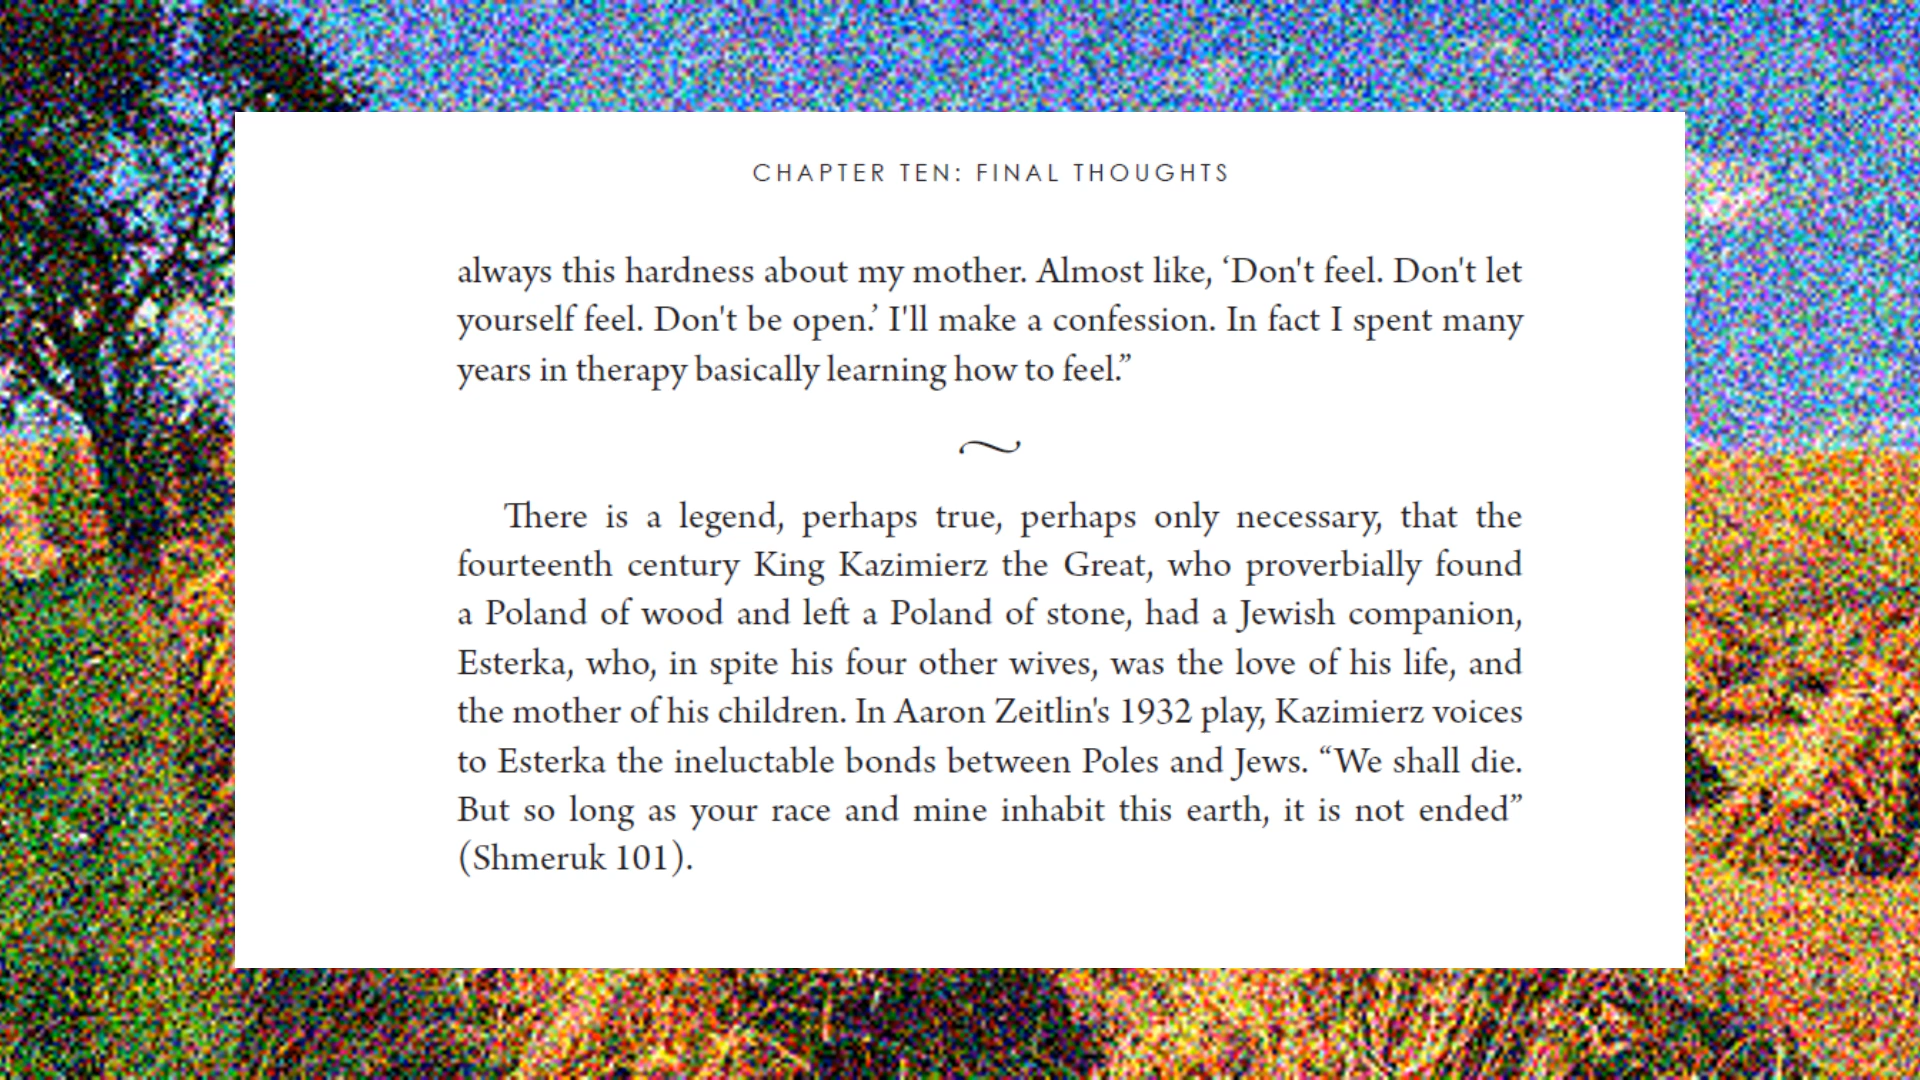 CHAPTER TEN: FINAL THOUGHTS
always this hardness about my mother. Almost like, ‘Don't feel. Don't let
yourself feel. Don't be open.’ I'll make a confession. In fact I spent many
years in therapy basically learning how to feel.”
There is a legend, perhaps true, perhaps only necessary, that the
fourteenth century King Kazimierz the Great, who proverbially found
a Poland of wood and left a Poland of stone, had a Jewish companion,
Esterka, who, in spite his four other wives, was the love of his life, and
the mother of his children. In Aaron Zeitlin's 1932 play, Kazimierz voices
to Esterka the ineluctable bonds between Poles and Jews. “We shall die.
But so long as your race and mine inhabit this earth, it is not ended”
(Shmeruk 101).